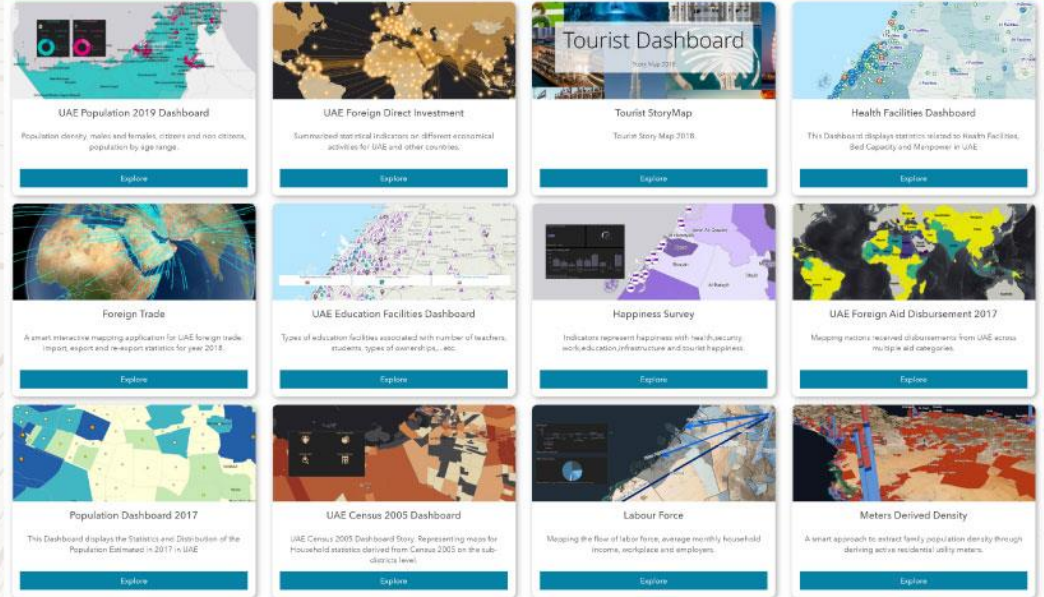 Tourist Dashboard
Story Map 2018
UAE Population 2019 Dashboard
Population density, males and females, citizens and non citizens,
population by age range.
Explore
UAE Foreign Direct Investment
Summarized statistical indicators on different economical
activities for UAE and other countries.
Explore
Tourist StoryMap
Tourist Story Map 2018.
Explore
Health Facilities Dashboard
This Dashboard displays statistics related to Health Facilities,
Bed Capacity and Manpower in UAE
Explore
Foreign Trade
A smart interactive mapping application for UAE foreign trade
import, export and re-export statistics for year 2018.
Explore
UAE Education Facilities Dashboard
Types of education facilities associated with number of teachers,
students, types of ownerships,.. etc.
Explore
Happiness Survey
Indicators represent happiness with health,security,
work,education,infrastructure and tourist happiness.
Explore
UAE Foreign Aid Disbursement 2017
Mapping nations received disbursements from UAE across
multiple aid categories.
Explore
Population Dashboard 2017
This Dashboard displays the Statistics and Distribution of the
Population Estimated in 2017 in UAE
Explore
UAE Census 2005 Dashboard
UAE Census 2005 Dashboard Story. Representing maps for
Household statistics derived from Census 2005 on the sub-
districts level.
Explore
Labour Force
Mapping the flow of labor force, average monthly household
income, workplace and employers.
Explore
Meters Derived Density
A smart approach to extract family population density through
deriving active residential utility meters.
Explore